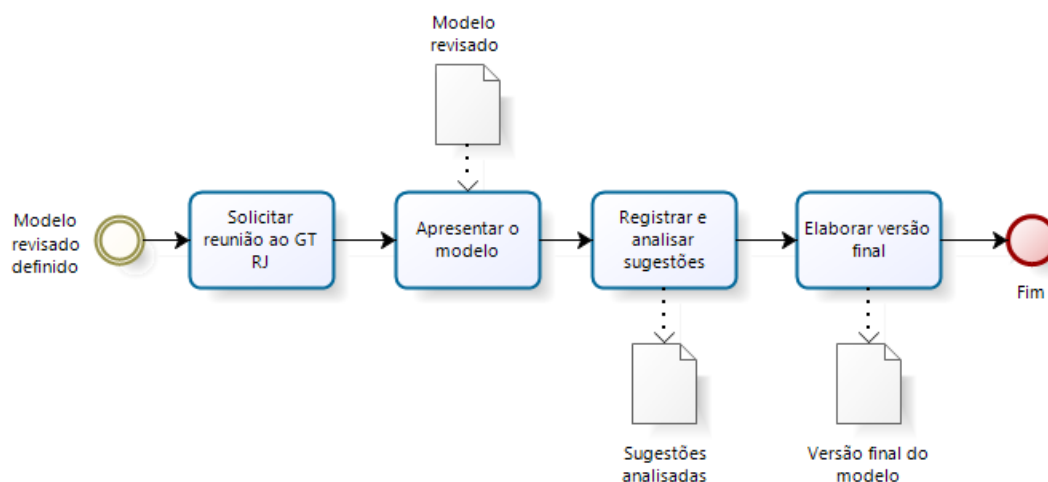 Modelo
revisado
Modelo
revisado
definido
Solicitar
reunião ao GT
RJ
Apresentar o
modelo
Registrar e
analisar
sugestões
Elaborar versão
final
Fim
Sugestões
analisadas
Versão final do
modelo